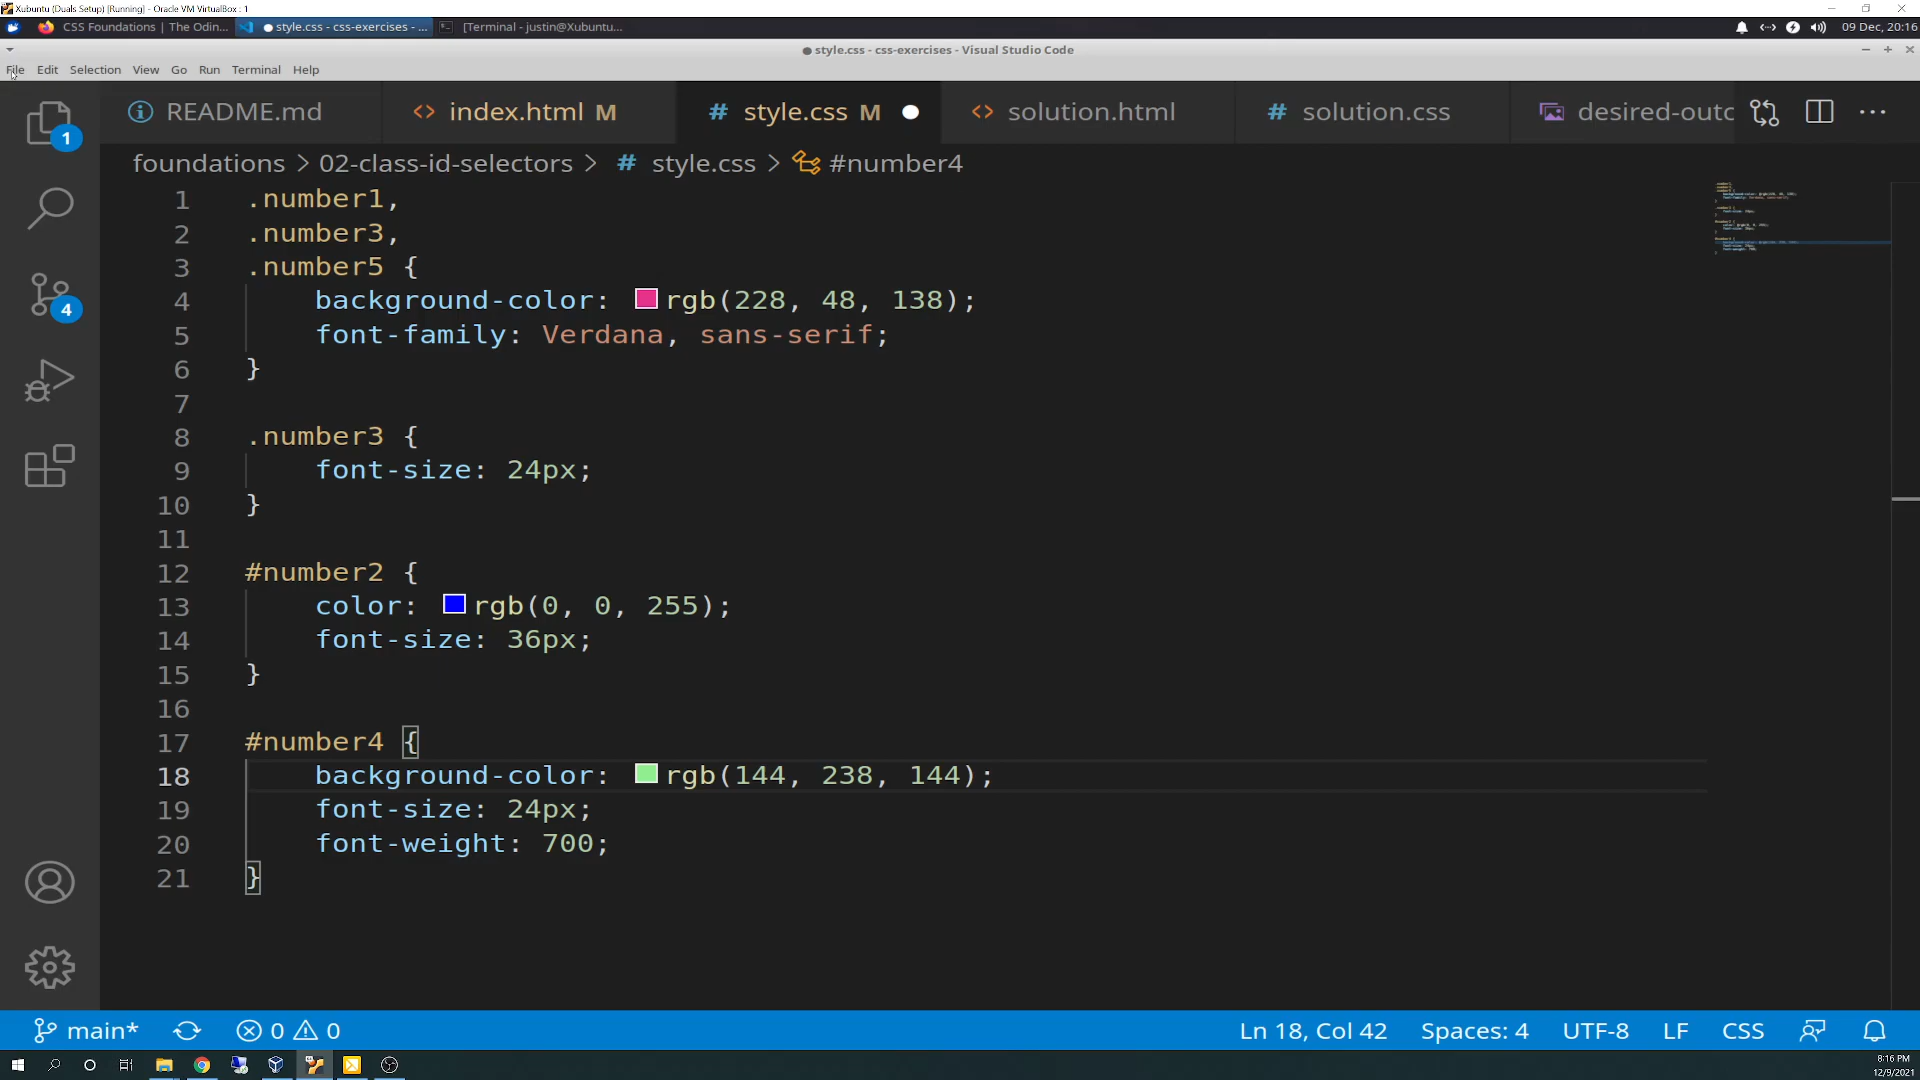 Xubuntu (Duals Setup) [Running] - Oracle VM VirtualBox : 1
CSS Foundations | The Odin...
style.css - css-exercises - ...
[Terminal - justin@Xubuntu...
09 Dec, 20:16
style.css - css-exercises - Visual Studio Code
File Edit Selection View Go Run Terminal Help
README.md
index.html M
style.css M
solution.html
solution.css
desired-outc
foundations > 02-class-id-selectors > # style.css > #number4
1 .number1,
2 .number3,
3 .number5 {
4 background-color: rgb(228, 48, 138);
5 font-family: Verdana, sans-serif;
6 }
7
8 .number3 {
9 font-size: 24px;
10 }
11
12 #number2 {
13 color: rgb(0, 0, 255);
14 font-size: 36px;
15 }
16
17 #number4 {
18 background-color: rgb(144, 238, 144);
19 font-size: 24px;
20 font-weight: 700;
21 }
1
4
main* 0 0
Ln 18, Col 42 Spaces: 4 UTF-8 LF CSS
8:16 PM
12/9/2021